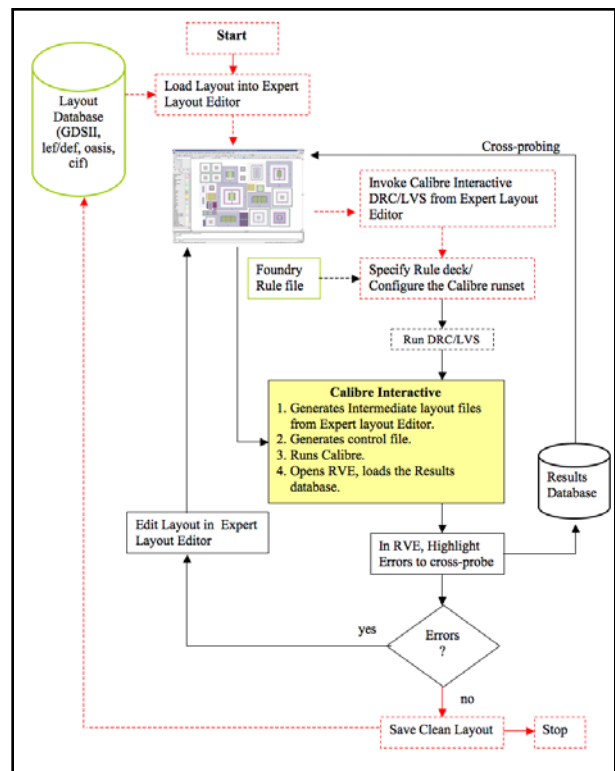 Start
Load Layout into Expert
Layout Editor
Layout
Database
(GDSII,
lef/def, oasis,
cif)
Cross-probing
Invoke Calibre Interactive
DRC/LVS from Expert Layout
Editor
Foundry
Rule file
Specify Rule deck/
Configure the Calibre runset
Run DRC/LVS
Calibre Interactive
1. Generates Intermediate layout files
from Expert layout Editor.
2. Generates control file.
3. Runs Calibre.
4. Opens RVE, loads the Results
database.
Results
Database
Edit Layout in Expert
Layout Editor
In RVE, Highlight
Errors to cross-probe
yes
Errors
?
no
Save Clean Layout
Stop